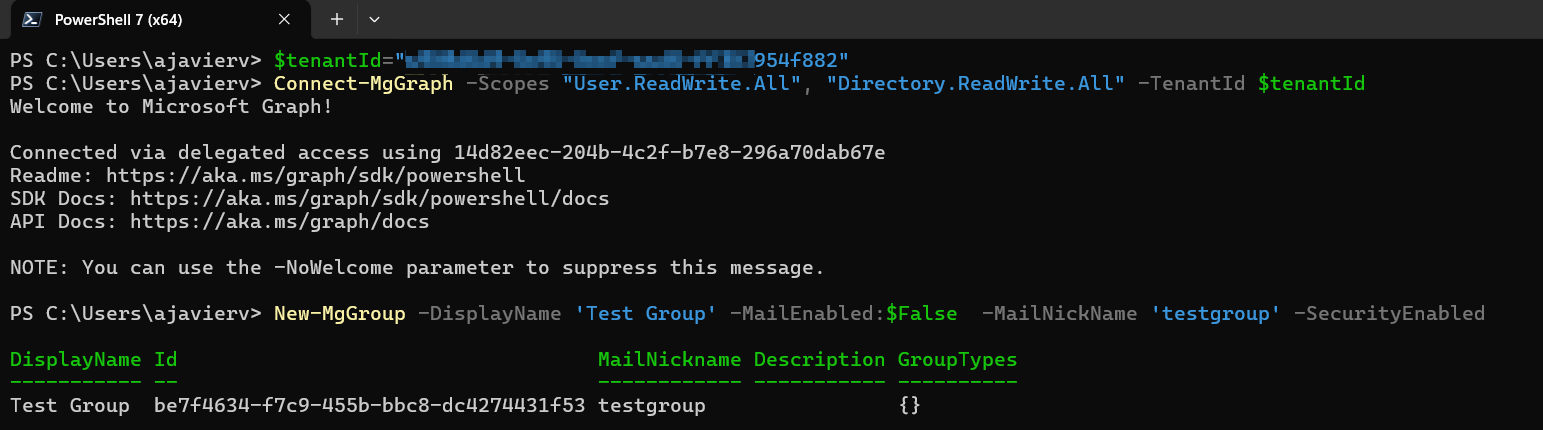 PowerShell 7 (x64)
PS C:\Users\ajavierv> $tenantId="954f882"
PS C:\Users\ajavierv> Connect-MgGraph -Scopes "User.ReadWrite.All", "Directory.ReadWrite.All" -TenantId $tenantId
Welcome to Microsoft Graph!
Connected via delegated access using 14d82eec-204b-4c2f-b7e8-296a70dab67e
Readme: https://aka.ms/graph/sdk/powershell
SDK Docs: https://aka.ms/graph/sdk/powershell/docs
API Docs: https://aka.ms/graph/docs
NOTE: You can use the -NoWelcome parameter to suppress this message.
PS C:\Users\ajavierv> New-MgGroup -DisplayName 'Test Group' -MailEnabled:$False  -MailNickName 'testgroup' -SecurityEnabled
DisplayName Id MailNickname Description GroupTypes
----------- -- ------------ ----------- ----------
Test Group be7f4634-f7c9-455b-bbc8-dc4274431f53 testgroup {}